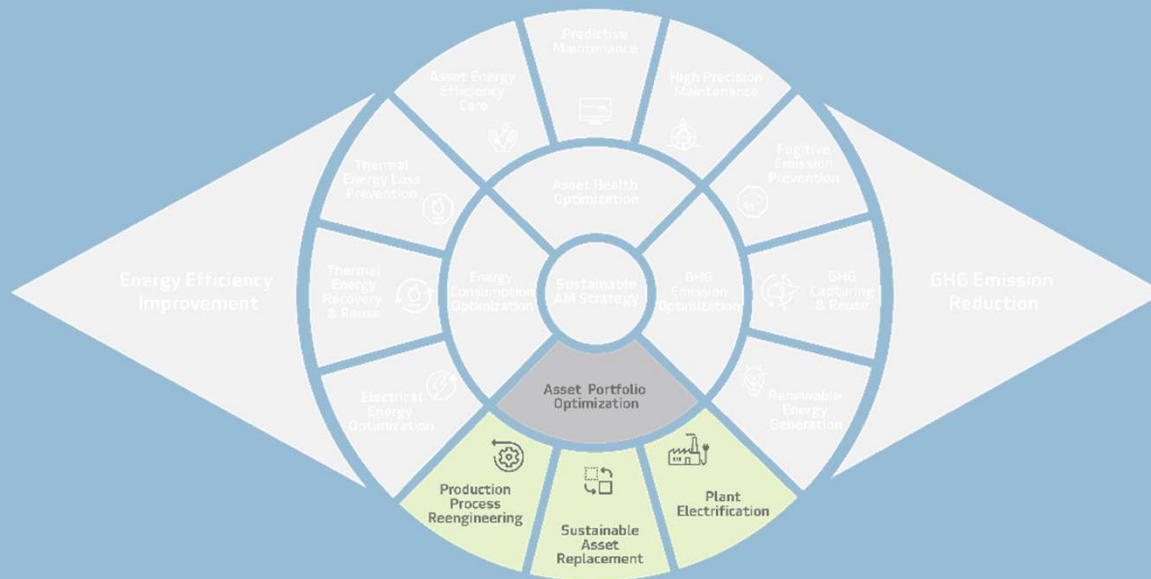 Predictive
Maintenance
Asset Energy
Efficiency
Care
High Precision
Maintenance
Thermal
Energy Loss
Prevention
Fugitive
Emission
Prevention
Asset Health
Optimization
Energy Efficiency
Improvement
Thermal
Energy
Recovery
& Reuse
Energy
Consumption
Optimization
Sustainable
AM Strategy
GHG
Emission
Optimization
GHG
Capturing
& Reuse
GHG Emission
Reduction
Electrical
Energy
Optimization
Asset Portfolio
Optimization
Renewable
Energy
Generation
Production
Process
Reengineering
Sustainable
Asset
Replacement
Plant
Electrification